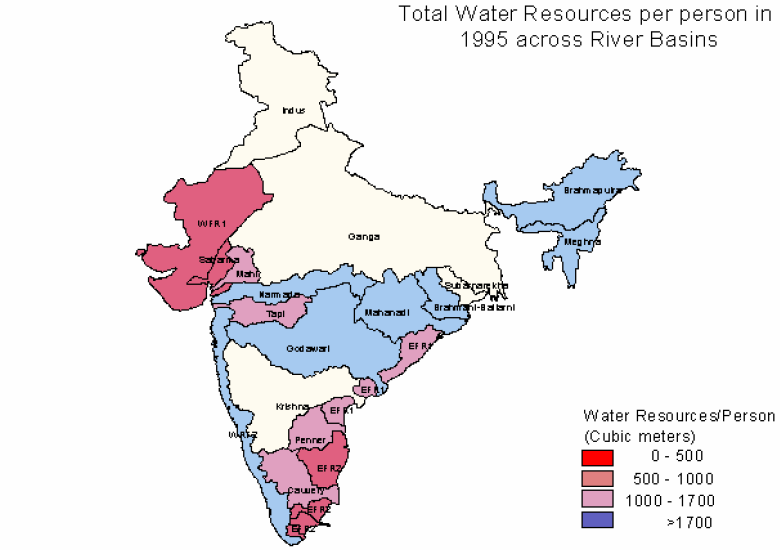 Total Water Resources per person in
1995 across River Basins
Indus
Brahmaputra
WFR1
Ganga
Meghna
Sabarma
Mahi
Subarnarekha
Narmada
Brahmani-Baitarni
Tapi
Mahanadi
Godawari
EFR1
EFR1
Krishna
EFR1
WFR2
Penner
EFR2
Cauvery
EFR2
EFR2
Water Resources/Person
(Cubic meters)
0 - 500
500 - 1000
1000 - 1700
>1700